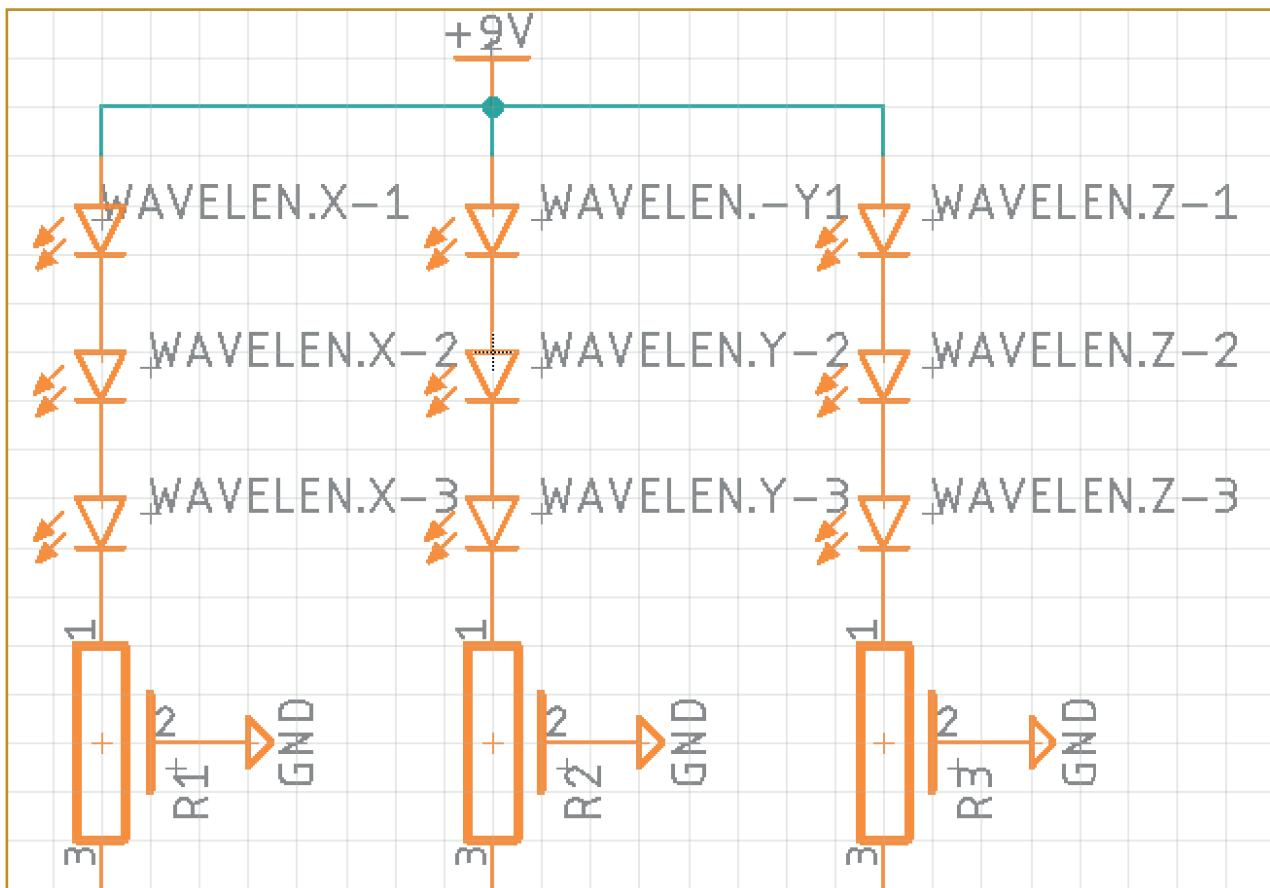 +9V
WAVELEN.X-1
WAVELEN.-Y1
WAVELEN.Z-1
WAVELEN.X-2
WAVELEN.Y-2
WAVELEN.Z-2
WAVELEN.X-3
WAVELEN.Y-3
WAVELEN.Z-3
1
1
1
2
GND
2
GND
2
GND
R1
R2
R3
3
3
3